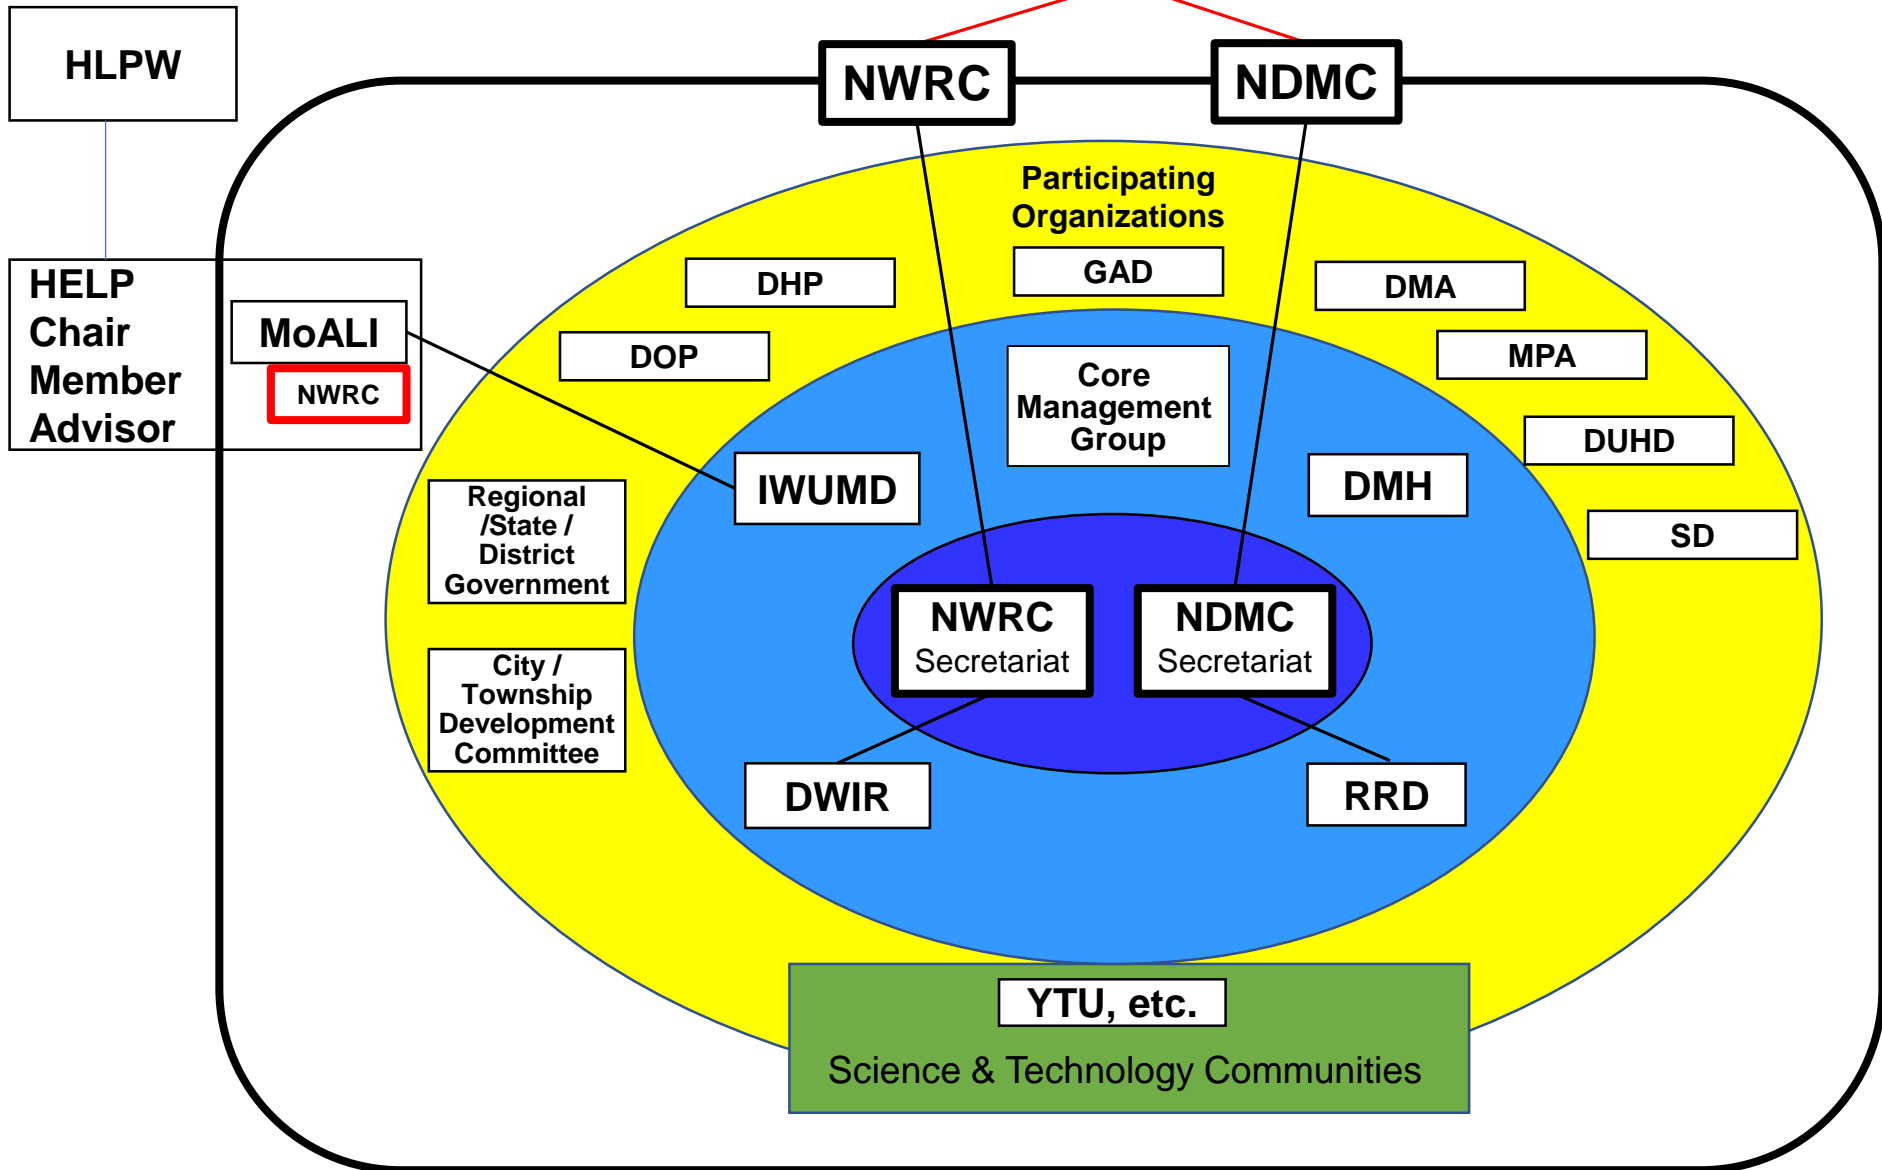 HLPW
NWRC
NDMC
Participating
Organizations
HELP
Chair
Member
Advisor
MoALI
NWRC
DHP
GAD
DMA
DOP
MPA
Core
Management
Group
DUHD
IWUMD
DMH
Regional
/State /
District
Government
SD
NWRC
Secretariat
NDMC
Secretariat
City /
Township
Development
Committee
DWIR
RRD
YTU, etc.
Science & Technology Communities